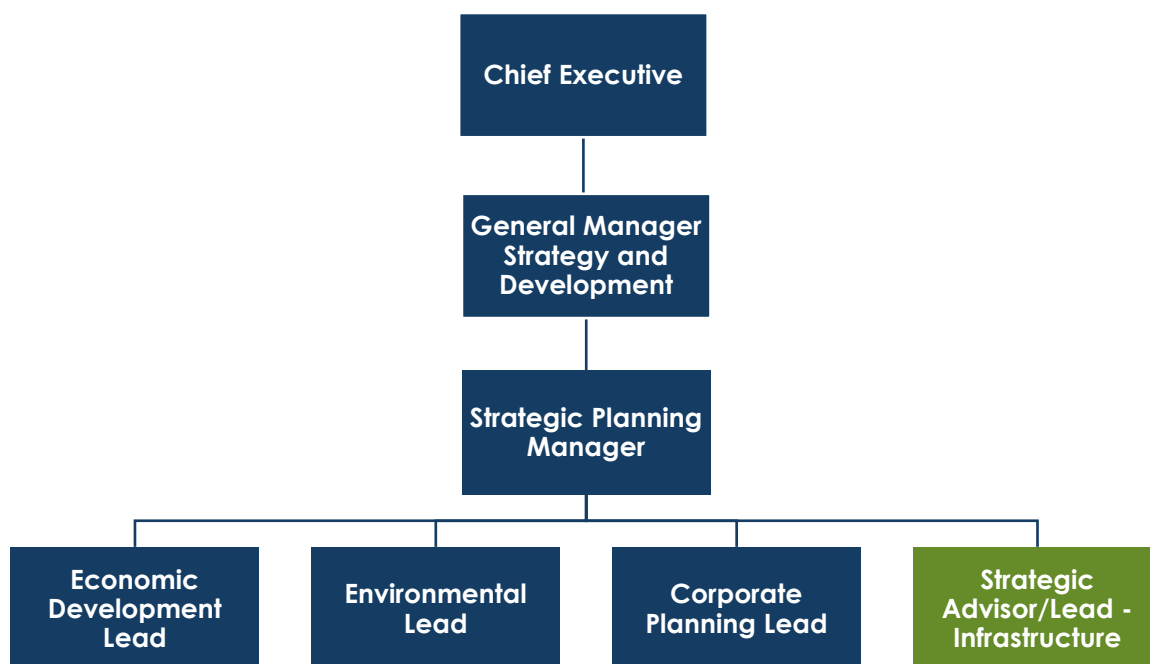 Chief Executive
General Manager
Strategy and
Development
Strategic Planning
Manager
Economic
Development
Lead
Environmental
Lead
Corporate
Planning Lead
Strategic
Advisor/Lead -
Infrastructure